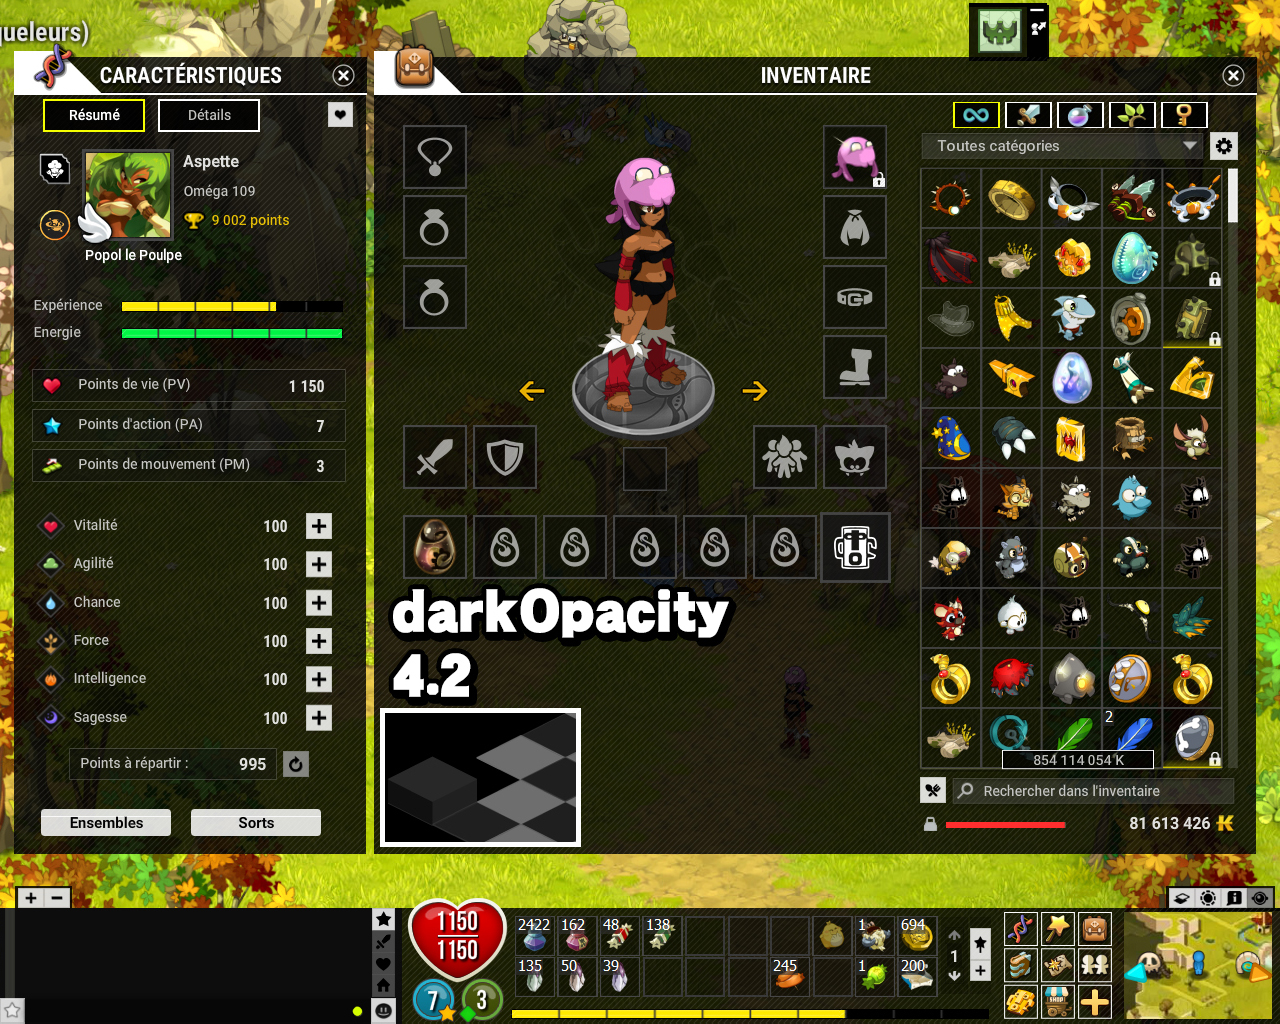 queleurs)
CARACTÉRISTIQUES
Résumé
Détails
Aspette
Oméga 109
9 002 points
Popol le Poulpe
Expérience
Energie
Points de vie (PV) 1 150
Points d'action (PA) 7
Points de mouvement (PM) 3
Vitalité 100
Agilité 100
Chance 100
Force 100
Intelligence 100
Sagesse 100
Points à répartir : 995
Ensembles
Sorts
INVENTAIRE
Toutes catégories
darkOpacity
4.2
2
854 114 054 K
Rechercher dans l'inventaire
81 613 426 K
1150
1150
7
3
2422 162 48 138 1 694
135 50 39 245 1 200
1
SHOP